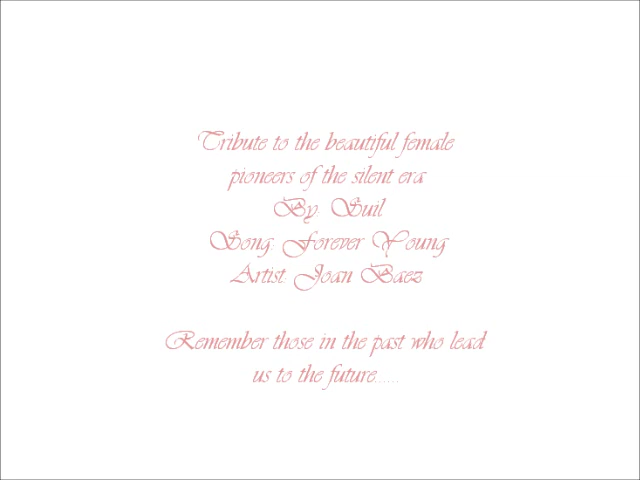 Tribute to the beautiful female
pioneers of the silent era
By: Suil
Song: Forever Young
Artist: Joan Baez
Remember those in the past who lead
us to the future......